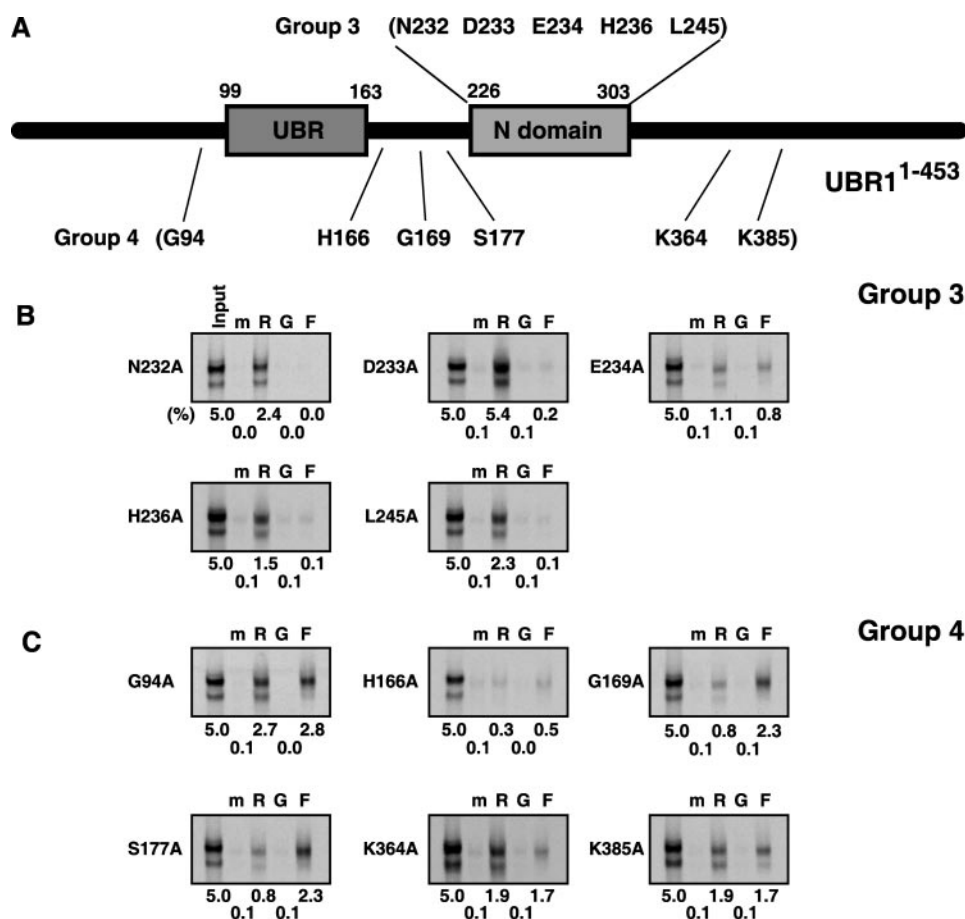 A
Group 3 (N232 D233 E234 H236 L245)
99 163 226 303
UBR N domain
UBR1 1-453
Group 4 (G94 H166 G169 S177 K364 K385)
Group 3
B
Input m R G F m R G F m R G F
N232A D233A E234A
(%) 5.0 2.4 0.0 5.0 5.4 0.2 5.0 1.1 0.8
0.0 0.0 0.1 0.1 0.1 0.1
m R G F m R G F
H236A L245A
5.0 1.5 0.1 5.0 2.3 0.1
0.1 0.1 0.1 0.1
Group 4
C
m R G F m R G F m R G F
G94A H166A G169A
5.0 2.7 2.8 5.0 0.3 0.5 5.0 0.8 2.3
0.1 0.0 0.1 0.0 0.1 0.1
m R G F m R G F m R G F
S177A K364A K385A
5.0 0.8 2.3 5.0 1.9 1.7 5.0 1.9 1.7
0.1 0.1 0.1 0.1 0.1 0.1